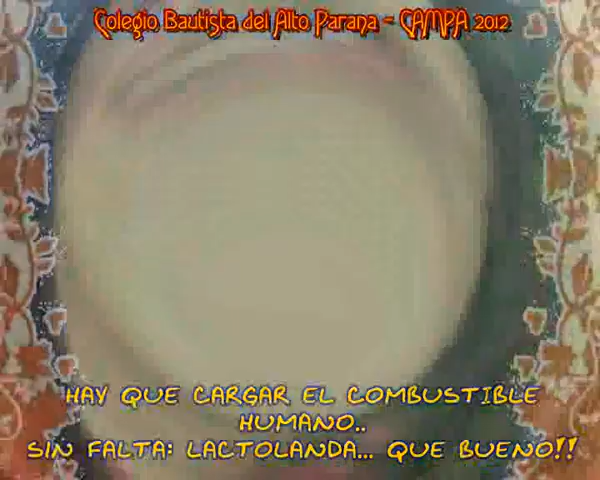 Colegio Bautista del Alto Parana - CAMPA 2012
HAY QUE CARGAR EL COMBUSTIBLE
HUMANO..
SIN FALTA: LACTOLANDA... QUE BUENO!!